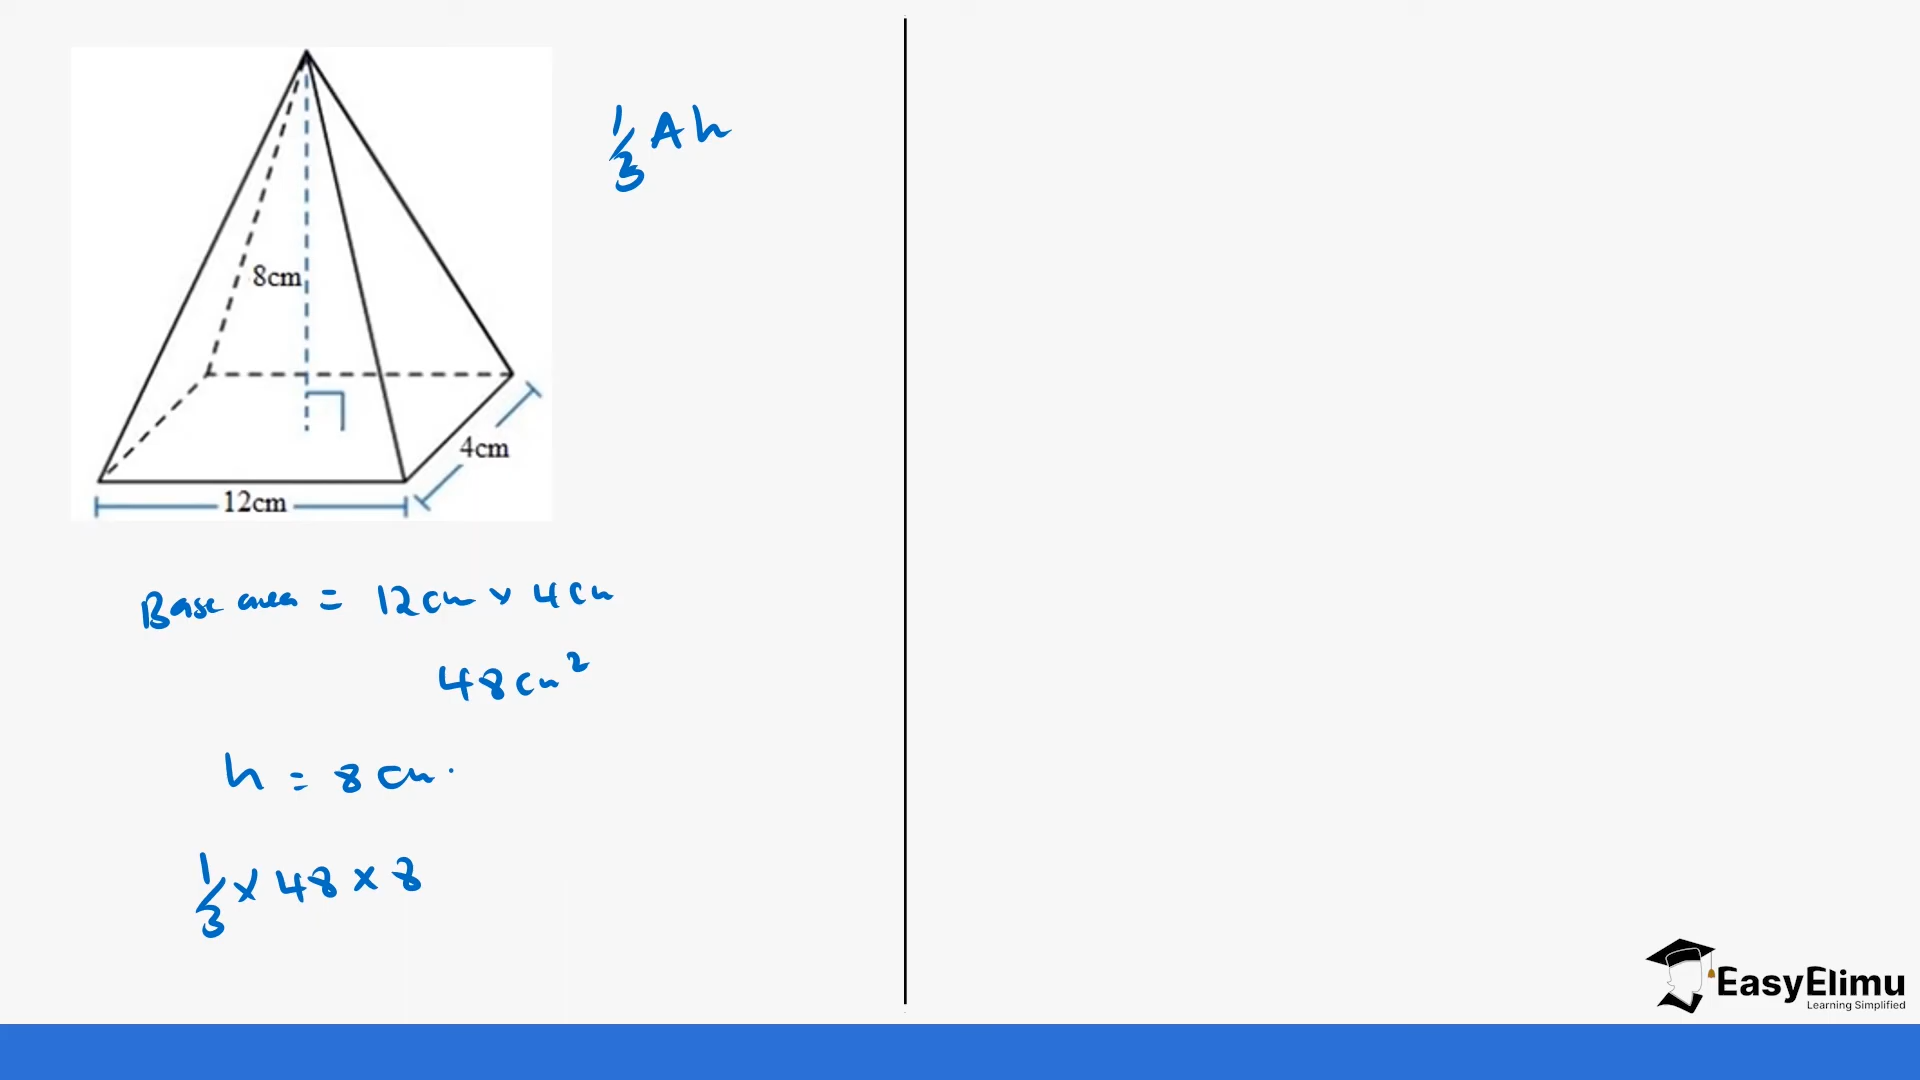 1/3 Ah
8cm
4cm
12cm
Base area = 12cm × 4cm
48cm²
h = 8cm.
1/3 × 48 × 8
EasyElimu
Learning Simplified